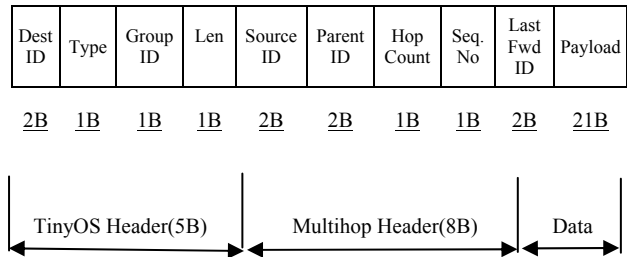 Dest ID
Type
Group ID
Len
Source ID
Parent ID
Hop Count
Seq. No
Last Fwd ID
Payload
2B 1B 1B 1B 2B 2B 1B 1B 2B 21B
TinyOS Header(5B) Multihop Header(8B) Data